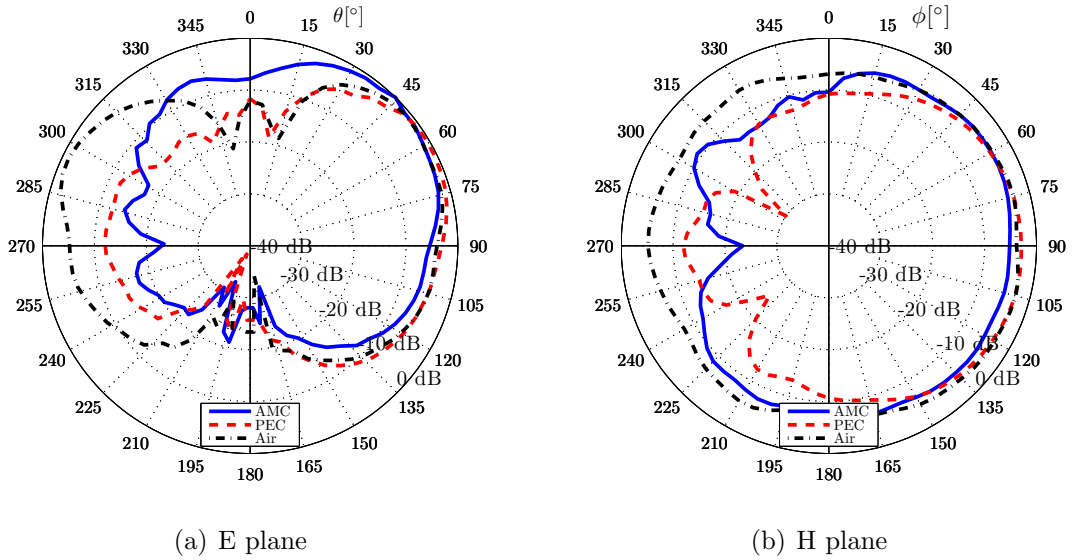 θ[°]
0
15
30
45
60
75
90
105
120
135
150
165
180
195
210
225
240
255
270
285
300
315
330
345
-40 dB
-30 dB
-20 dB
-10 dB
0 dB
AMC
PEC
Air
(a) E plane
ϕ[°]
0
15
30
45
60
75
90
105
120
135
150
165
180
195
210
225
240
255
270
285
300
315
330
345
-40 dB
-30 dB
-20 dB
-10 dB
0 dB
AMC
PEC
Air
(b) H plane